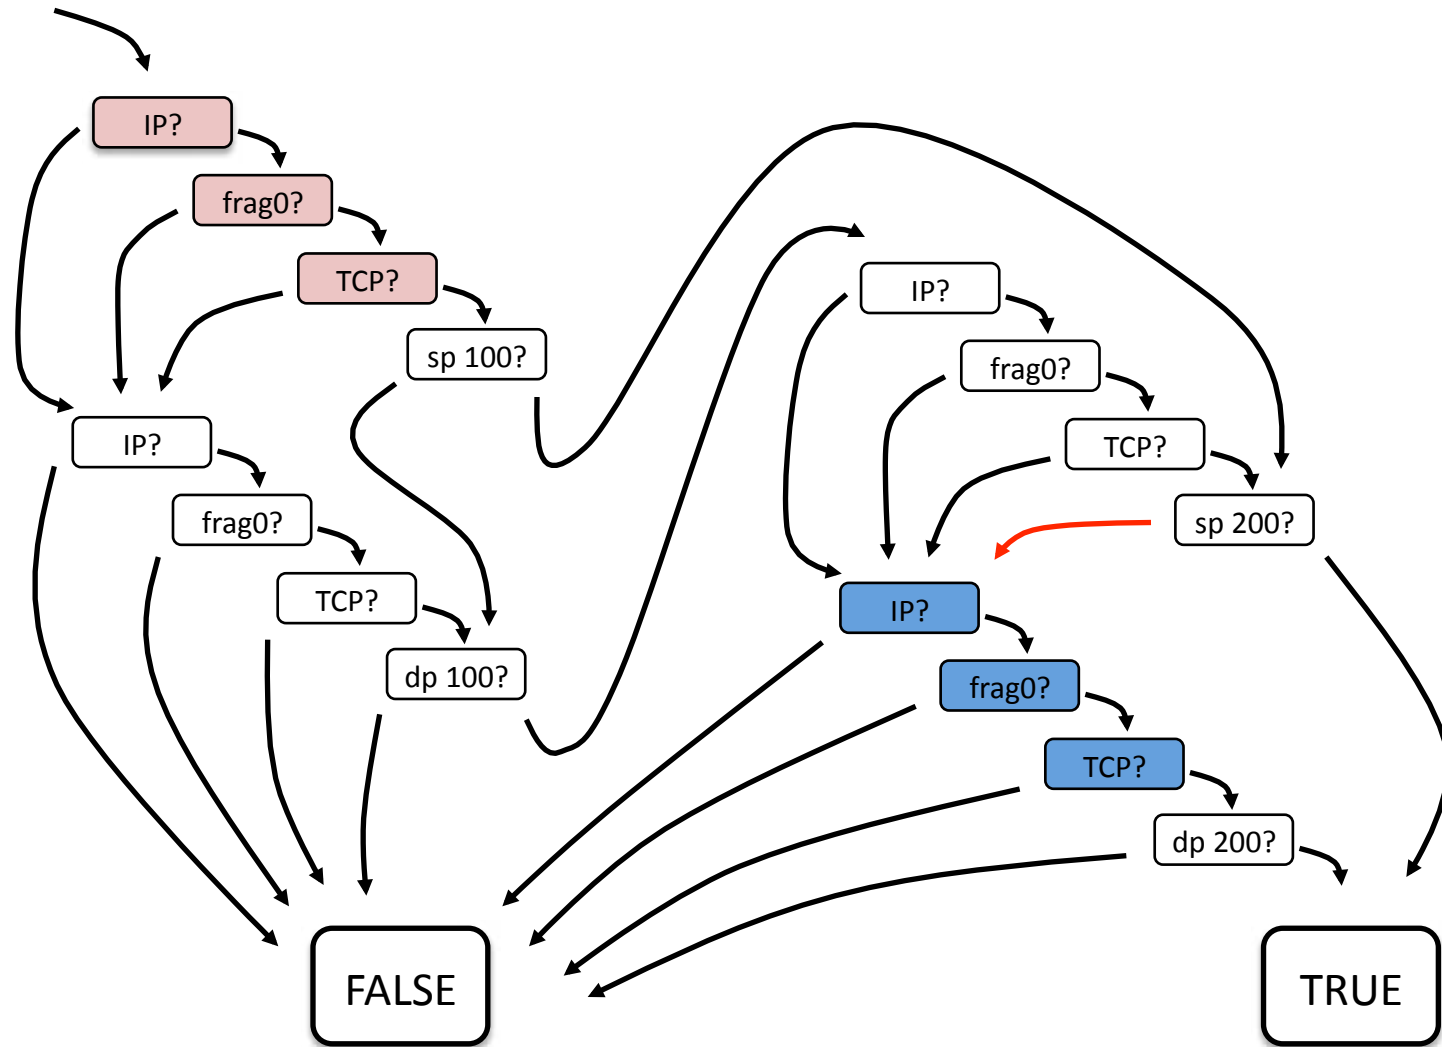 IP?
frag0?
TCP?
sp 100?
IP?
frag0?
TCP?
dp 100?
IP?
frag0?
TCP?
sp 200?
IP?
frag0?
TCP?
dp 200?
FALSE
TRUE